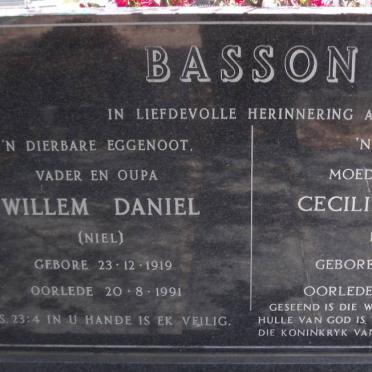 BASSON
IN LIEFDEVOLLE HERINNERING A
'N DIERBARE EGGENOOT,
VADER EN OUPA
WILLEM DANIEL
(NIEL)
GEBORE 23·12·1919
OORLEDE 20·8·1991
S. 23:4 IN U HANDE IS EK VEILIG.
'N
MOED
CECILI
GEBORE
OORLEDE
GESEEND IS DIE W
HULLE VAN GOD IS
DIE KONINKRYK VAN